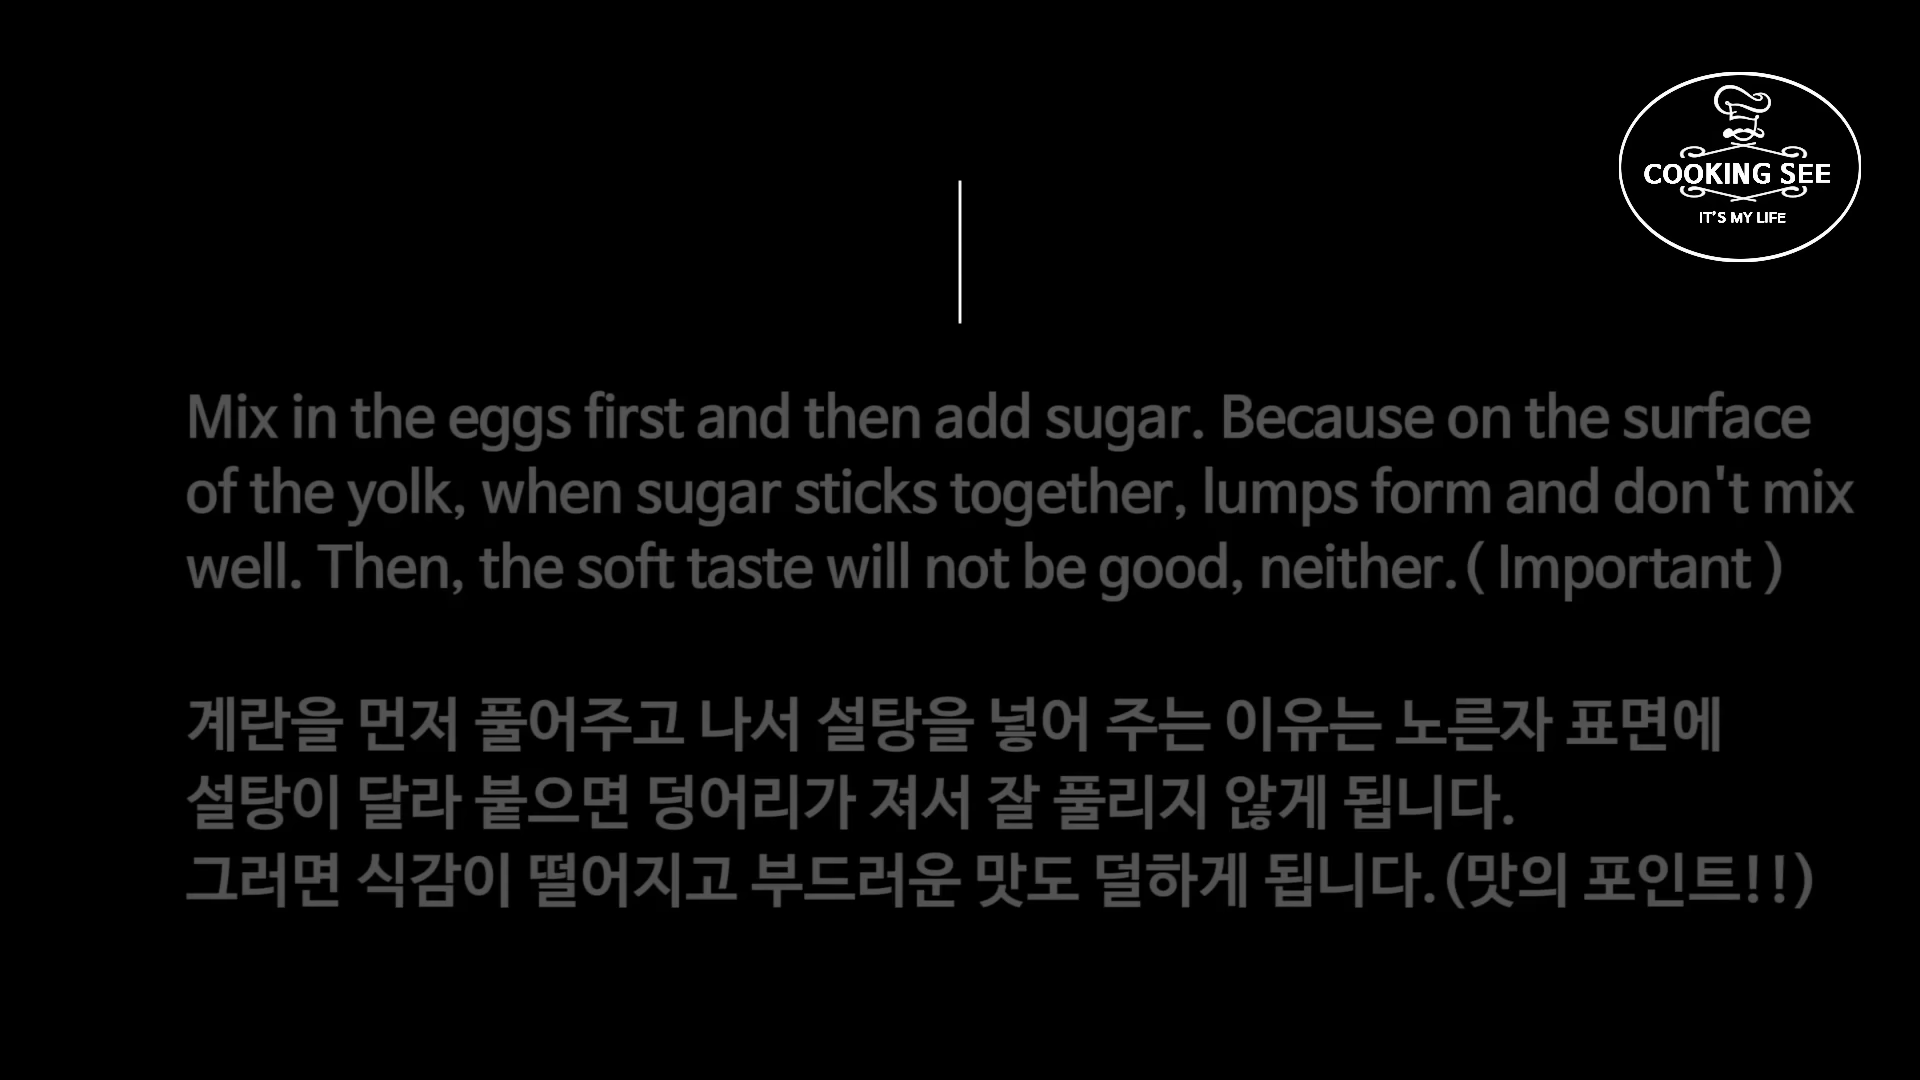 COOKING SEE
IT'S MY LIFE
Mix in the eggs first and then add sugar. Because on the surface
of the yolk, when sugar sticks together, lumps form and don't mix
well. Then, the soft taste will not be good, neither.( Important )
계란을 먼저 풀어주고 나서 설탕을 넣어 주는 이유는 노른자 표면에
설탕이 달라 붙으면 덩어리가 져서 잘 풀리지 않게 됩니다.
그러면 식감이 떨어지고 부드러운 맛도 덜하게 됩니다.(맛의 포인트!!)